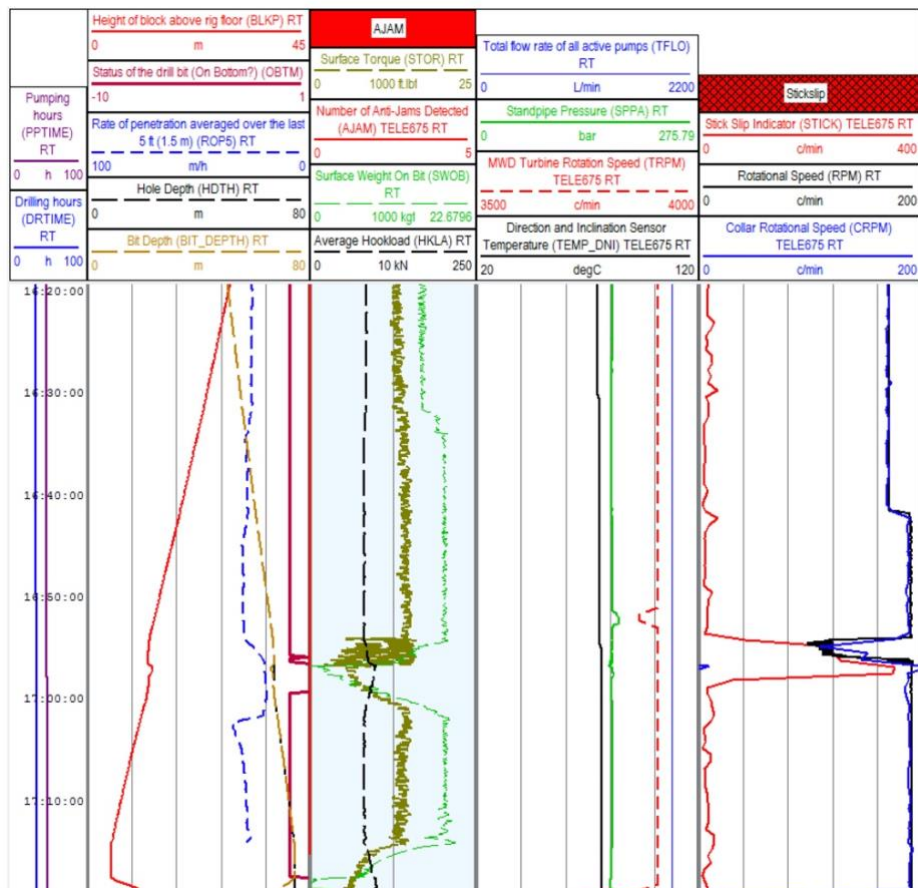 Pumping
hours
(PPTIME)
RT
0 h 100
Drilling hours
(DRTIME)
RT
0 h 100
Height of block above rig floor (BLKP) RT
0 m 45
Status of the drill bit (On Bottom?) (OBTM)
-10 1
Rate of penetration averaged over the last
5 ft (1.5 m) (ROP5) RT
100 m/h 0
Hole Depth (HDTH) RT
0 m 80
Bit Depth (BIT_DEPTH) RT
0 m 80
AJAM
Surface Torque (STOR) RT
0 1000 ft.lbf 25
Number of Anti-Jams Detected
(AJAM) TELE675 RT
0 5
Surface Weight On Bit (SWOB)
RT
0 1000 kgf 22.6796
Average Hookload (HKLA) RT
0 10 kN 250
Total flow rate of all active pumps (TFLO)
RT
0 L/min 2200
Standpipe Pressure (SPPA) RT
0 bar 275.79
MWD Turbine Rotation Speed (TRPM)
TELE675 RT
3500 c/min 4000
Direction and Inclination Sensor
Temperature (TEMP_DNI) TELE675 RT
20 degC 120
Stickslip
Stick Slip Indicator (STICK) TELE675 RT
0 c/min 400
Rotational Speed (RPM) RT
0 c/min 200
Collar Rotational Speed (CRPM)
TELE675 RT
0 c/min 200
16:20:00
16:30:00
16:40:00
16:50:00
17:00:00
17:10:00